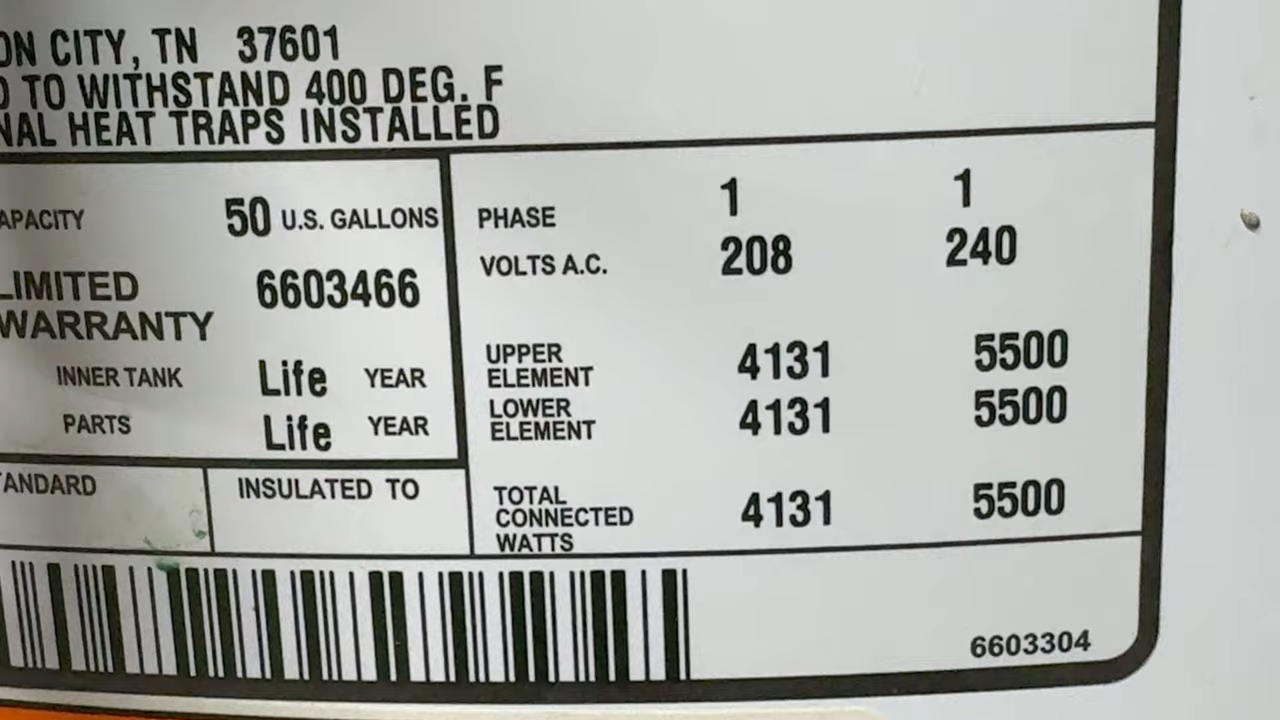 ON CITY, TN 37601
TO WITHSTAND 400 DEG. F
NAL HEAT TRAPS INSTALLED
APACITY 50 U.S. GALLONS
LIMITED WARRANTY 6603466
INNER TANK Life YEAR
PARTS Life YEAR
TANDARD
INSULATED TO
PHASE 1 1
VOLTS A.C. 208 240
UPPER ELEMENT 4131 5500
LOWER ELEMENT 4131 5500
TOTAL CONNECTED WATTS 4131 5500
6603304